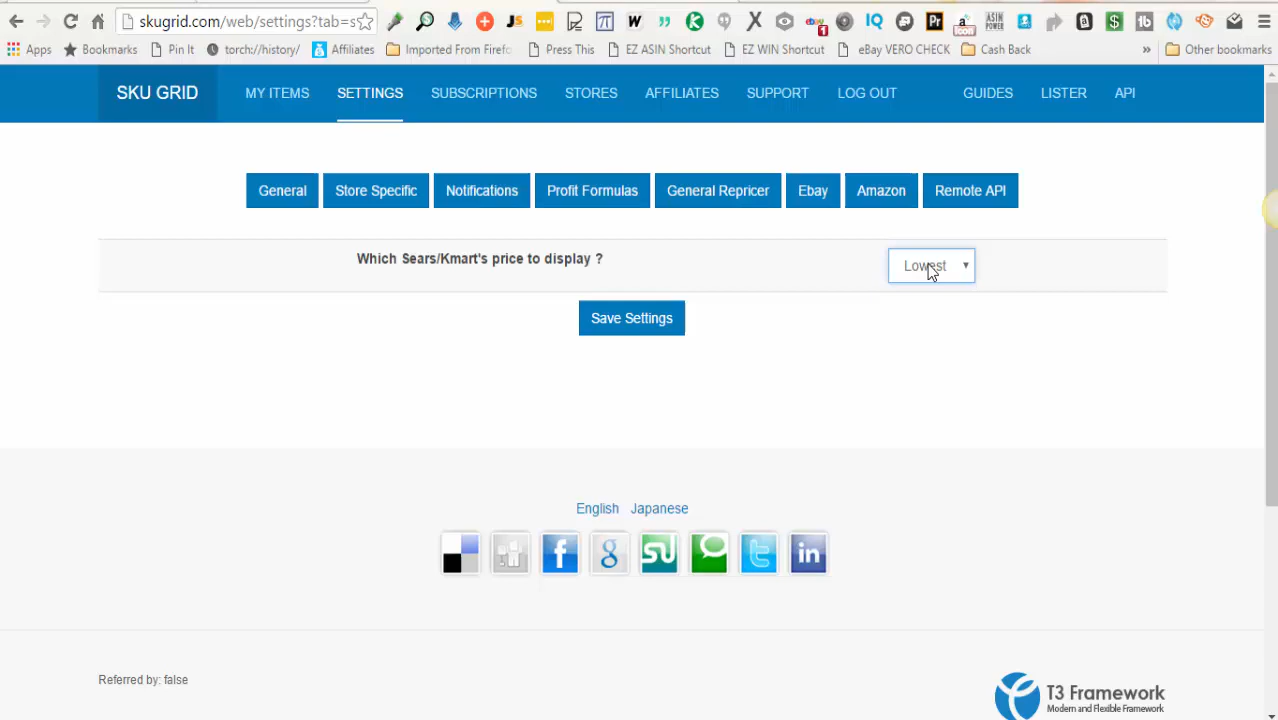 skugrid.com/web/settings?tab=s
Apps Bookmarks Pin It torch://history/ Affiliates Imported From Firefo Press This EZ ASIN Shortcut EZ WIN Shortcut eBay VERO CHECK Cash Back » Other bookmarks
SKU GRID MY ITEMS SETTINGS SUBSCRIPTIONS STORES AFFILIATES SUPPORT LOG OUT GUIDES LISTER API
General Store Specific Notifications Profit Formulas General Repricer Ebay Amazon Remote API
Which Sears/Kmart's price to display ? Lowest
Save Settings
English Japanese
Referred by: false
T3 Framework
Modern and Flexible Framework